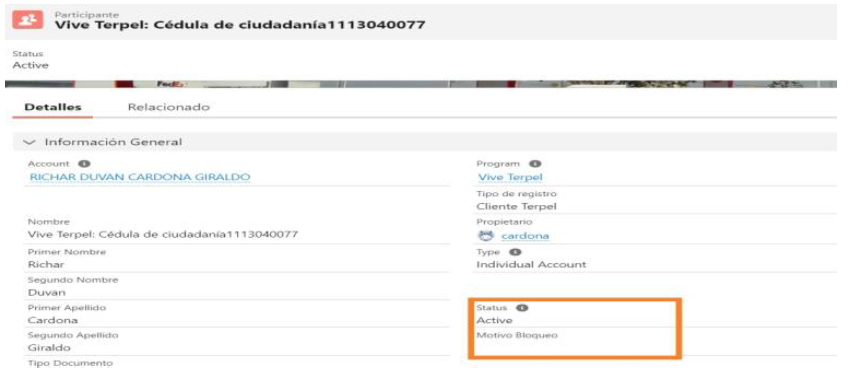 Participante
Vive Terpel: Cédula de ciudadanía1113040077
Status
Active
FedEx
Detalles
Relacionado
Información General
Account
RICHAR DUVAN CARDONA GIRALDO
Program
Vive Terpel
Tipo de registro
Cliente Terpel
Nombre
Vive Terpel: Cédula de ciudadanía1113040077
Propietario
cardona
Primer Nombre
Richar
Type
Individual Account
Segundo Nombre
Duvan
Primer Apellido
Cardona
Status
Active
Segundo Apellido
Giraldo
Motivo Bloqueo
Tipo Documento